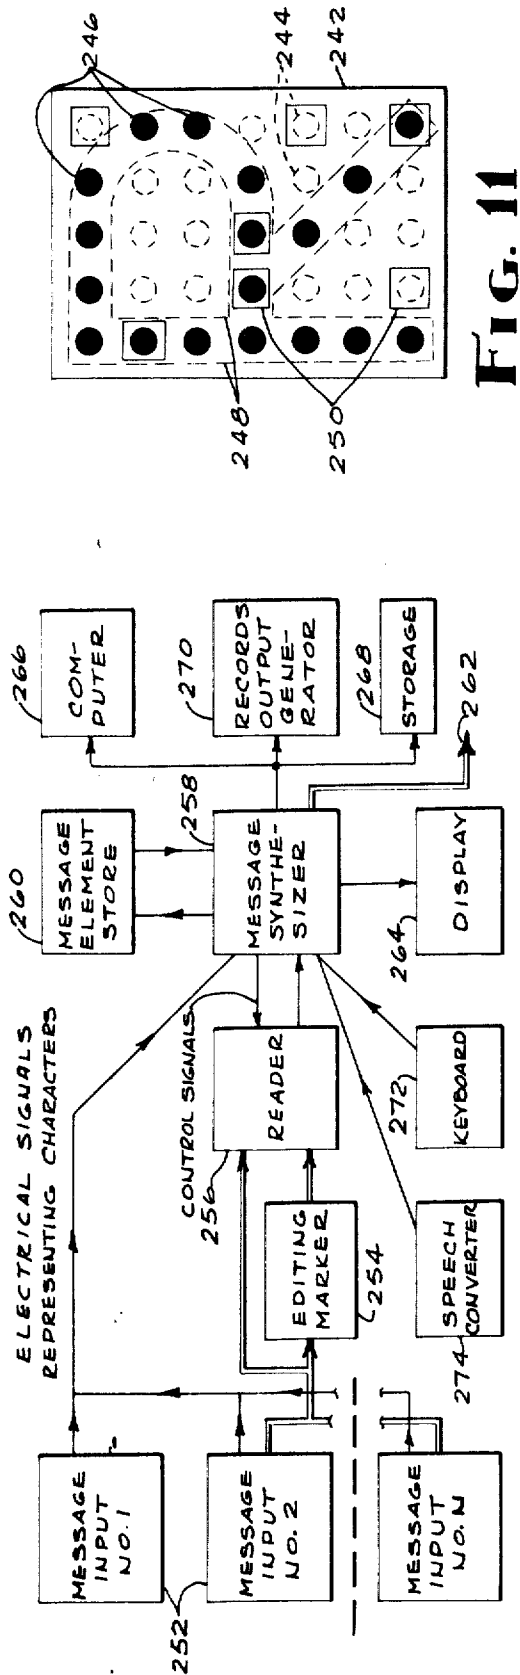 MESSAGE
INPUT
NO.1
MESSAGE
INPUT
NO.2
MESSAGE
INPUT
NO.N
252
ELECTRICAL SIGNALS
REPRESENTING CHARACTERS
EDITING
MARKER
254
CONTROL SIGNALS
256
READER
SPEECH
CONVERTER
274
KEYBOARD
272
260
MESSAGE
ELEMENT
STORE
258
MESSAGE
SYNTHE-
SIZER
264
DISPLAY
266
COM-
PUTER
270
RECORDS
OUTPUT
GENE-
RATOR
268
STORAGE
262
246
244
242
248
250
FIG. 11